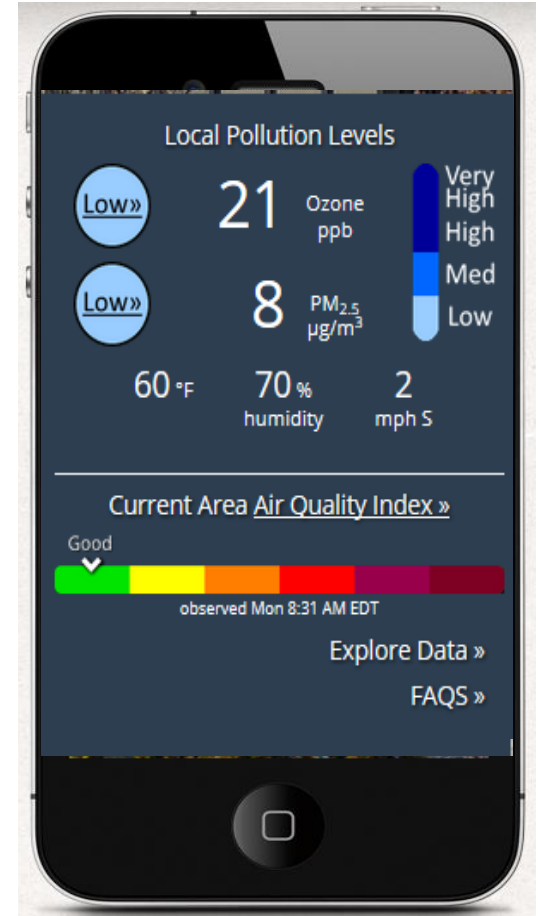 Local Pollution Levels
Low»
21
Ozone
ppb
Low»
8
PM2.5
µg/m3
Very
High
High
Med
Low
60 °F
70 %
humidity
2
mph S
Current Area Air Quality Index »
Good
observed Mon 8:31 AM EDT
Explore Data »
FAQS »